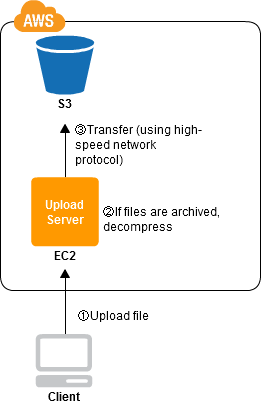 AWS
S3
③Transfer (using high-
speed network
protocol)
Upload
Server
②If files are archived,
decompress
EC2
①Upload file
Client